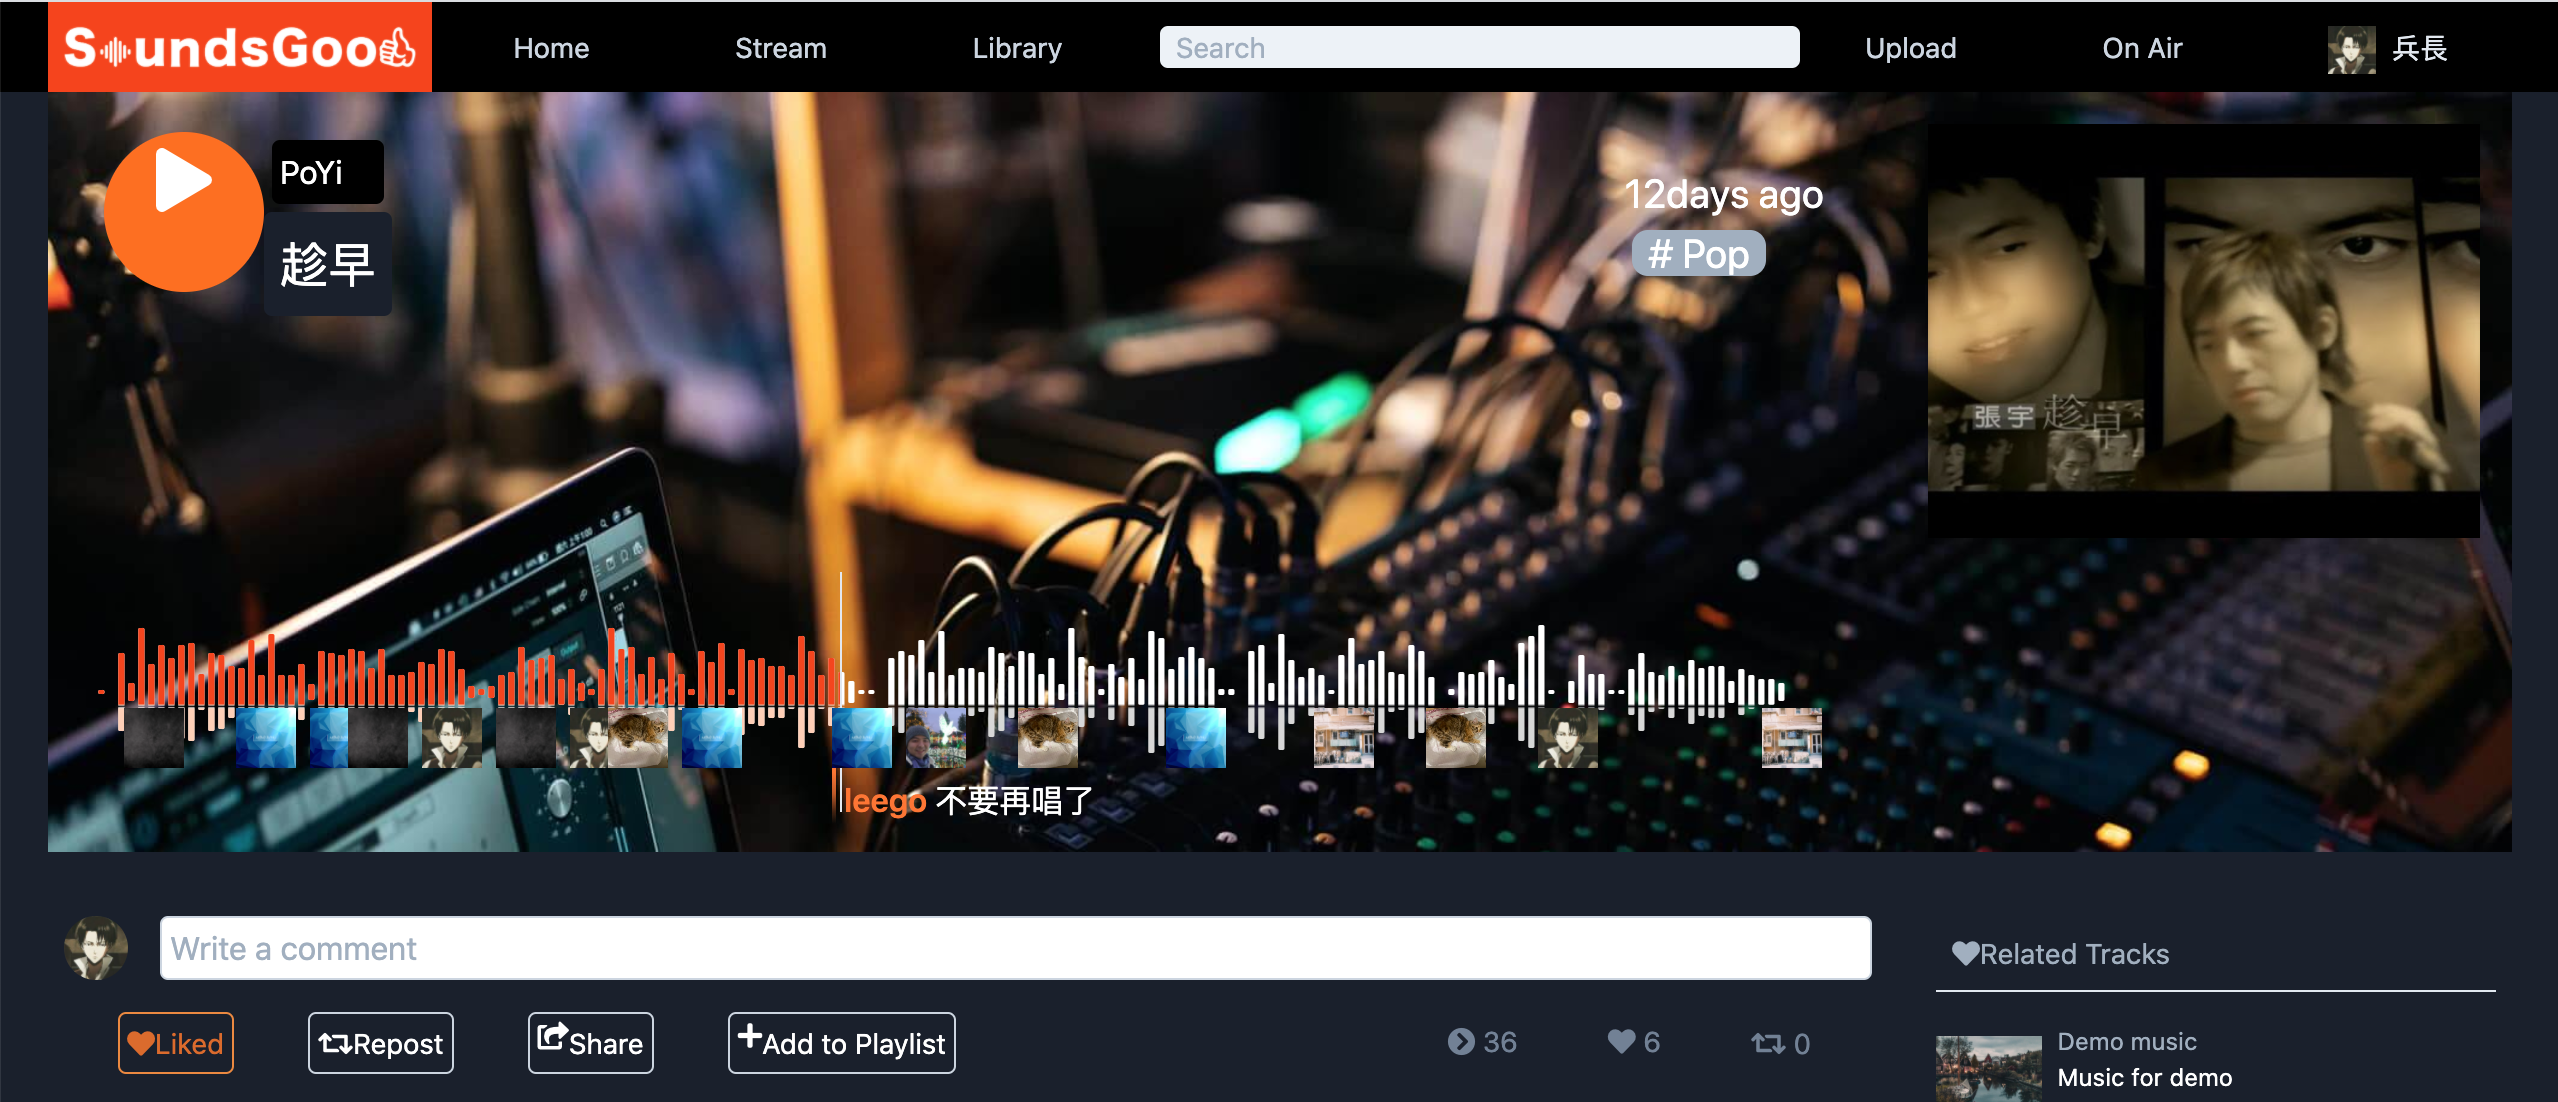 SoundsGood
Home
Stream
Library
Search
Upload
On Air
兵長
PoYi
趁早
12days ago
# Pop
張宇 趁早
leego 不要再唱了
Write a comment
Related Tracks
Liked
Repost
Share
Add to Playlist
36
6
0
Demo music
Music for demo